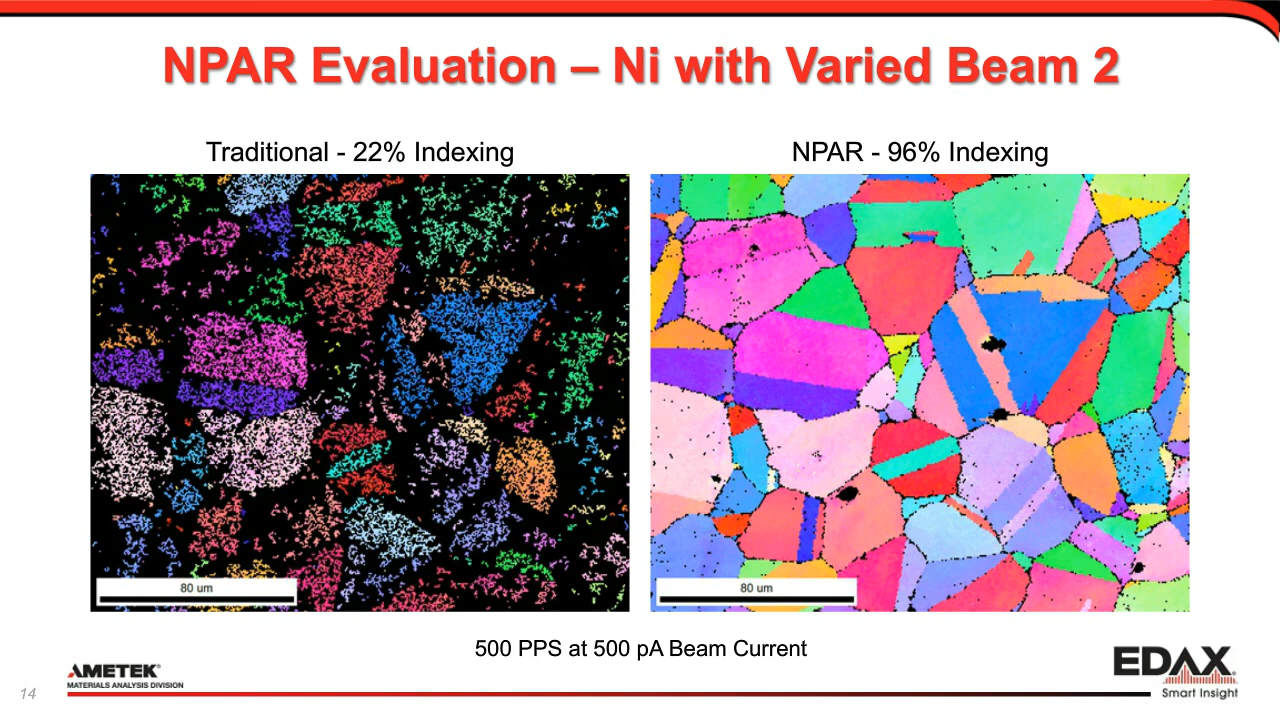 NPAR Evaluation – Ni with Varied Beam 2
Traditional - 22% Indexing
NPAR - 96% Indexing
80 um
80 um
500 PPS at 500 pA Beam Current
AMETEK®
MATERIALS ANALYSIS DIVISION
EDAX®
Smart Insight
14